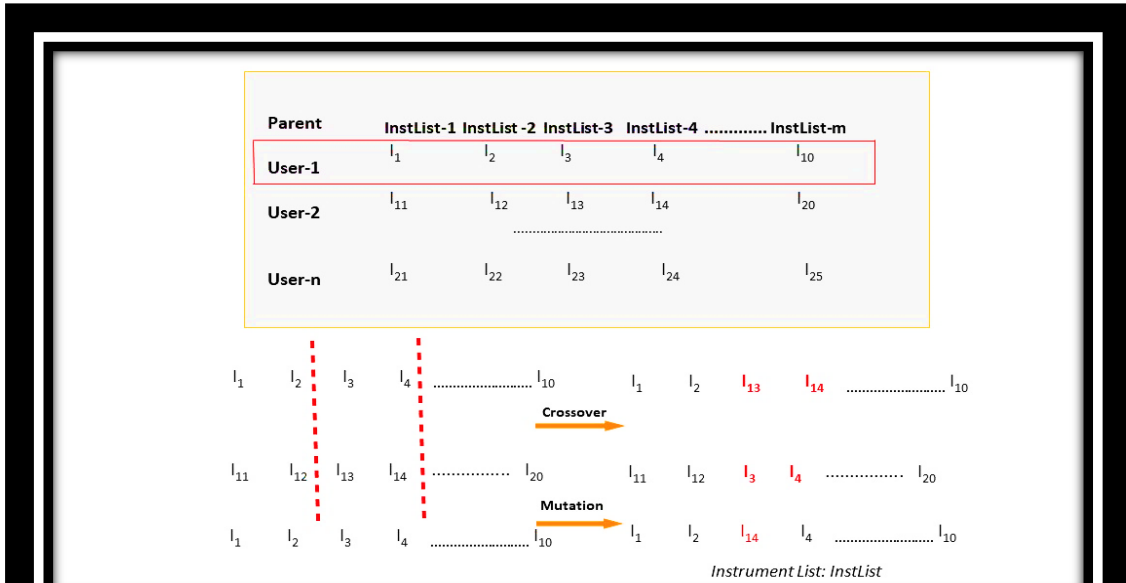 Parent InstList-1 InstList -2 InstList-3 InstList-4 ............. InstList-m
User-1 I1 I2 I3 I4 I10
User-2 I11 I12 I13 I14 I20
..........................................
User-n I21 I22 I23 I24 I25
I1 I2 I3 I4 ......................... I10 I1 I2 I13 I14 ......................... I10
Crossover
I11 I12 I13 I14 .............. I20 I11 I12 I3 I4 .............. I20
Mutation
I1 I2 I3 I4 ......................... I10 I1 I2 I14 I4 ......................... I10
Instrument List: InstList